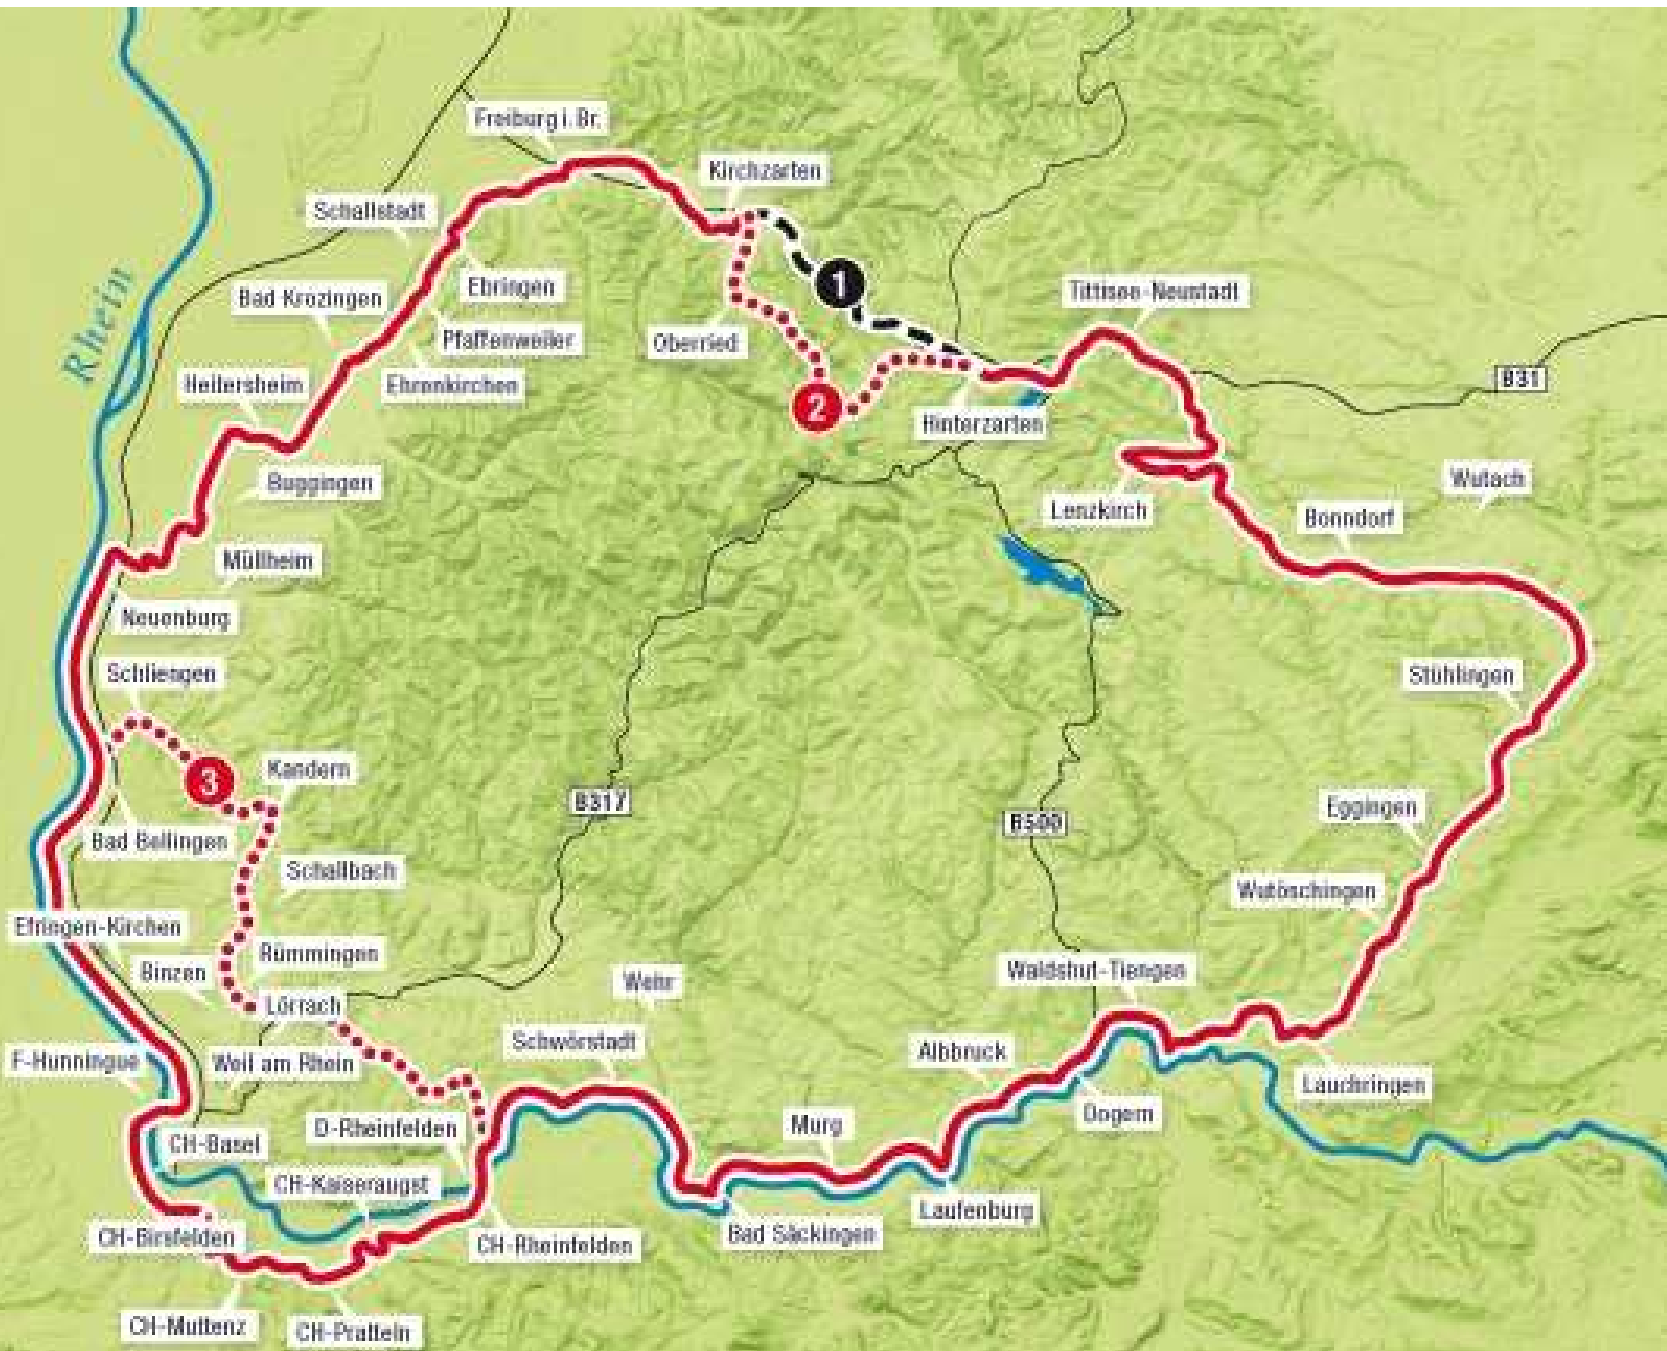 Freiburg i. Br.
Kirchzarten
Schallstadt
Rhein
Ebringen
Bad Krozingen
1
Titisee-Neustadt
Pfaffenweiler
Oberried
Heitersheim
Ehrenkirchen
B31
2
Hinterzarten
Buggingen
Wutach
Lenzkirch
Bonndorf
Müllheim
Neuenburg
Schliengen
Stühlingen
3
Kandern
B317
Eggingen
B500
Bad Bellingen
Schallbach
Wutöschingen
Efringen-Kirchen
Rümmingen
Binzen
Waldshut-Tiengen
Wehr
Lörrach
Schwörstadt
Albbruck
F-Hunningue
Weil am Rhein
Lauchringen
Dogern
Murg
D-Rheinfelden
CH-Basel
CH-Kaiseraugst
Laufenburg
Bad Säckingen
CH-Birsfelden
CH-Rheinfelden
CH-Muttenz
CH-Pratteln